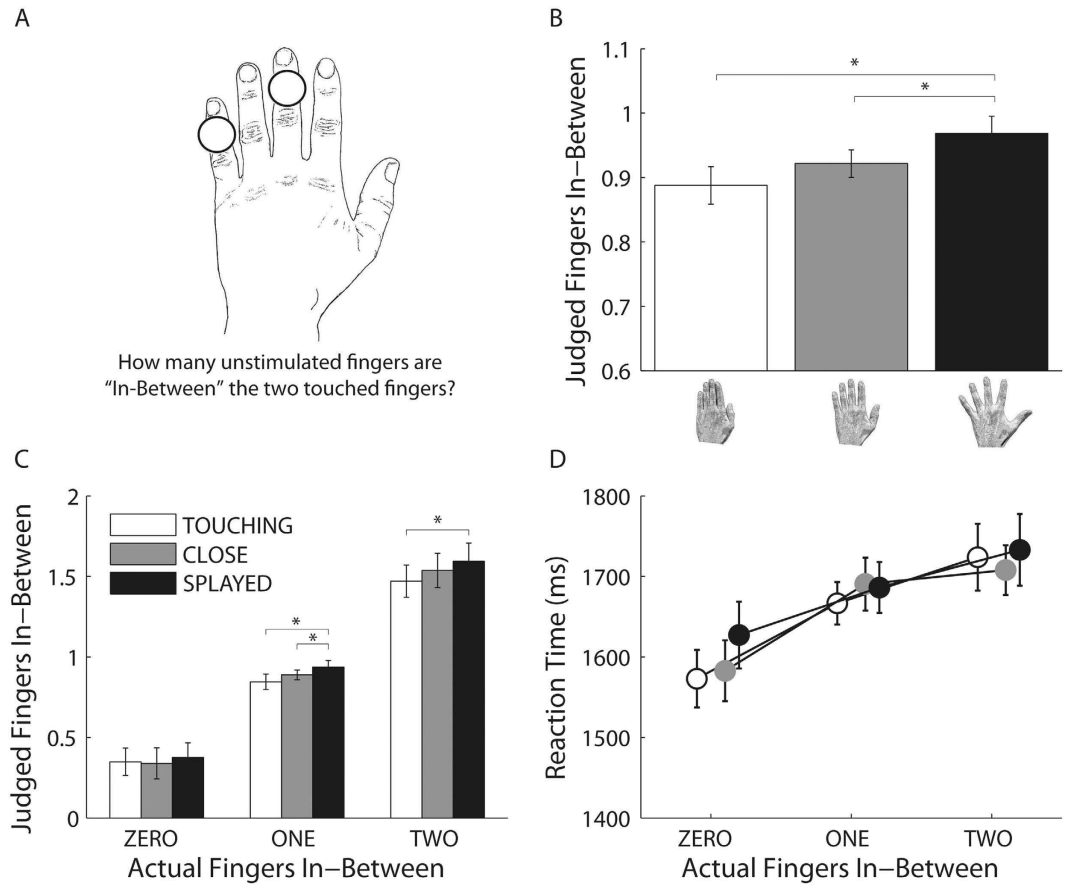 A
How many unstimulated fingers are
“In-Between” the two touched fingers?
B
Judged Fingers In−Between
1.1
1
0.9
0.8
0.7
0.6
*
*
C
Judged Fingers In−Between
2
1.5
1
0.5
0
TOUCHING
CLOSE
SPLAYED
*
*
*
ZERO ONE TWO
Actual Fingers In−Between
D
Reaction Time (ms)
1800
1700
1600
1500
1400
ZERO ONE TWO
Actual Fingers In−Between